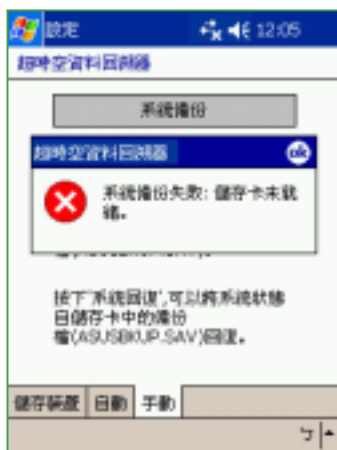 設定 12:05
超時空資料回溯器
系統備份
超時空資料回溯器 ok
系統備份失敗: 儲存卡未就
緒。
按下'系統回復',可以將系統狀態
自儲存卡中的備份
檔(ASUSBKUP.SAV)回復。
儲存裝置 自動 手動
ㄅ